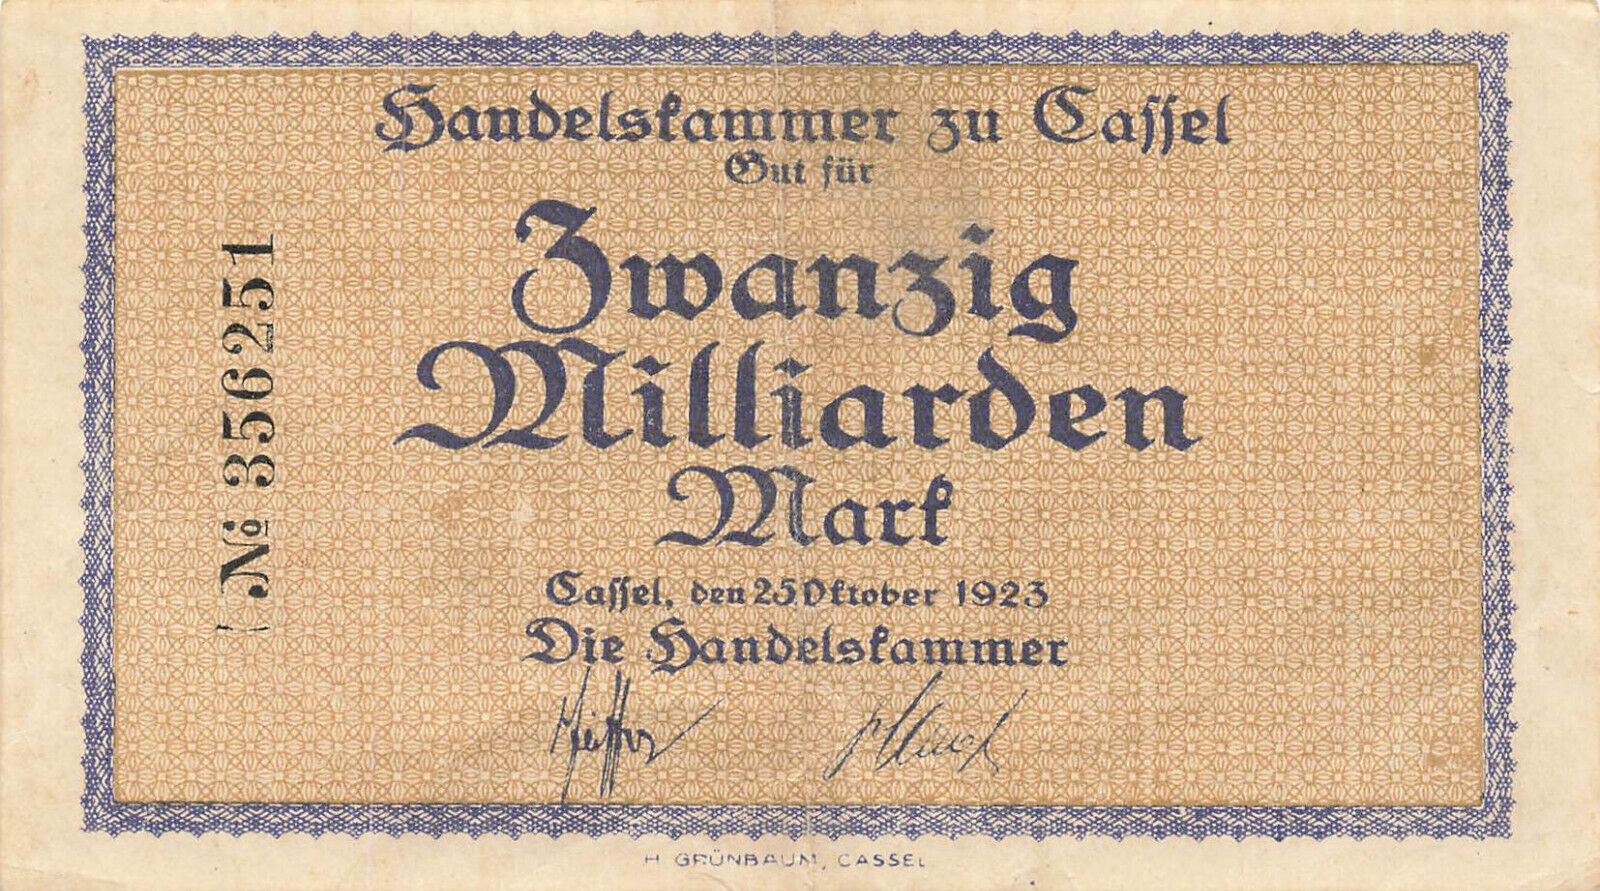 Handelskammer zu Cassel
Gut für
Zwanzig
Milliarden
Mark
Cassel, den 25. Oktober 1923
Die Handelskammer
№ 356251
H. GRÜNBAUM, CASSEL